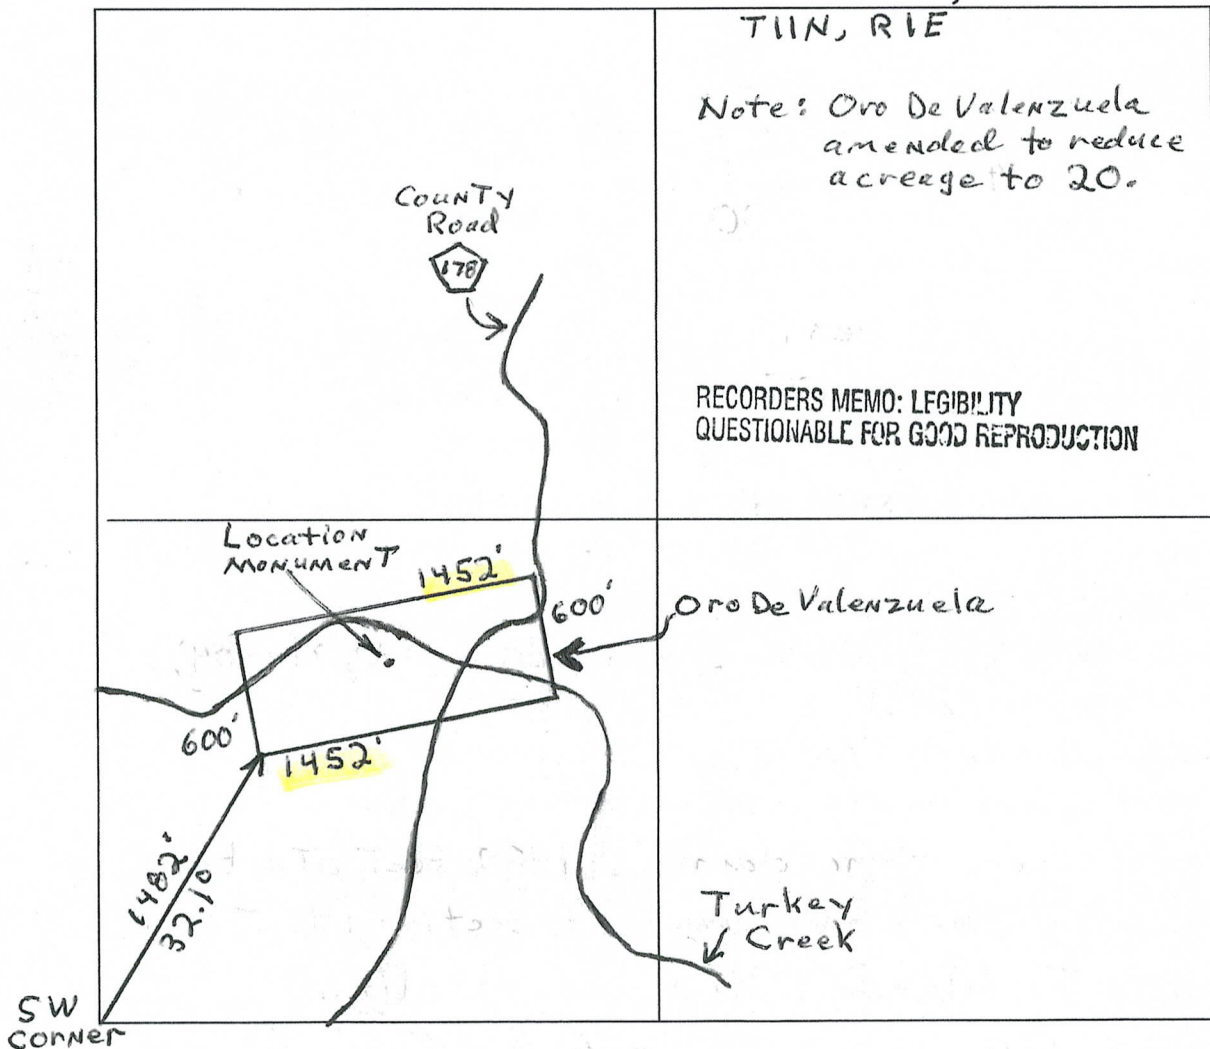 T11N, R1E
Note: Oro De Valenzuela
amended to reduce
acreage to 20.
County
Road
178
RECORDERS MEMO: LEGIBILITY
QUESTIONABLE FOR GOOD REPRODUCTION
Location
Monument
1452'
600'
Oro De Valenzuela
600'
1452'
1482'
32.1°
Turkey
Creek
SW
Corner